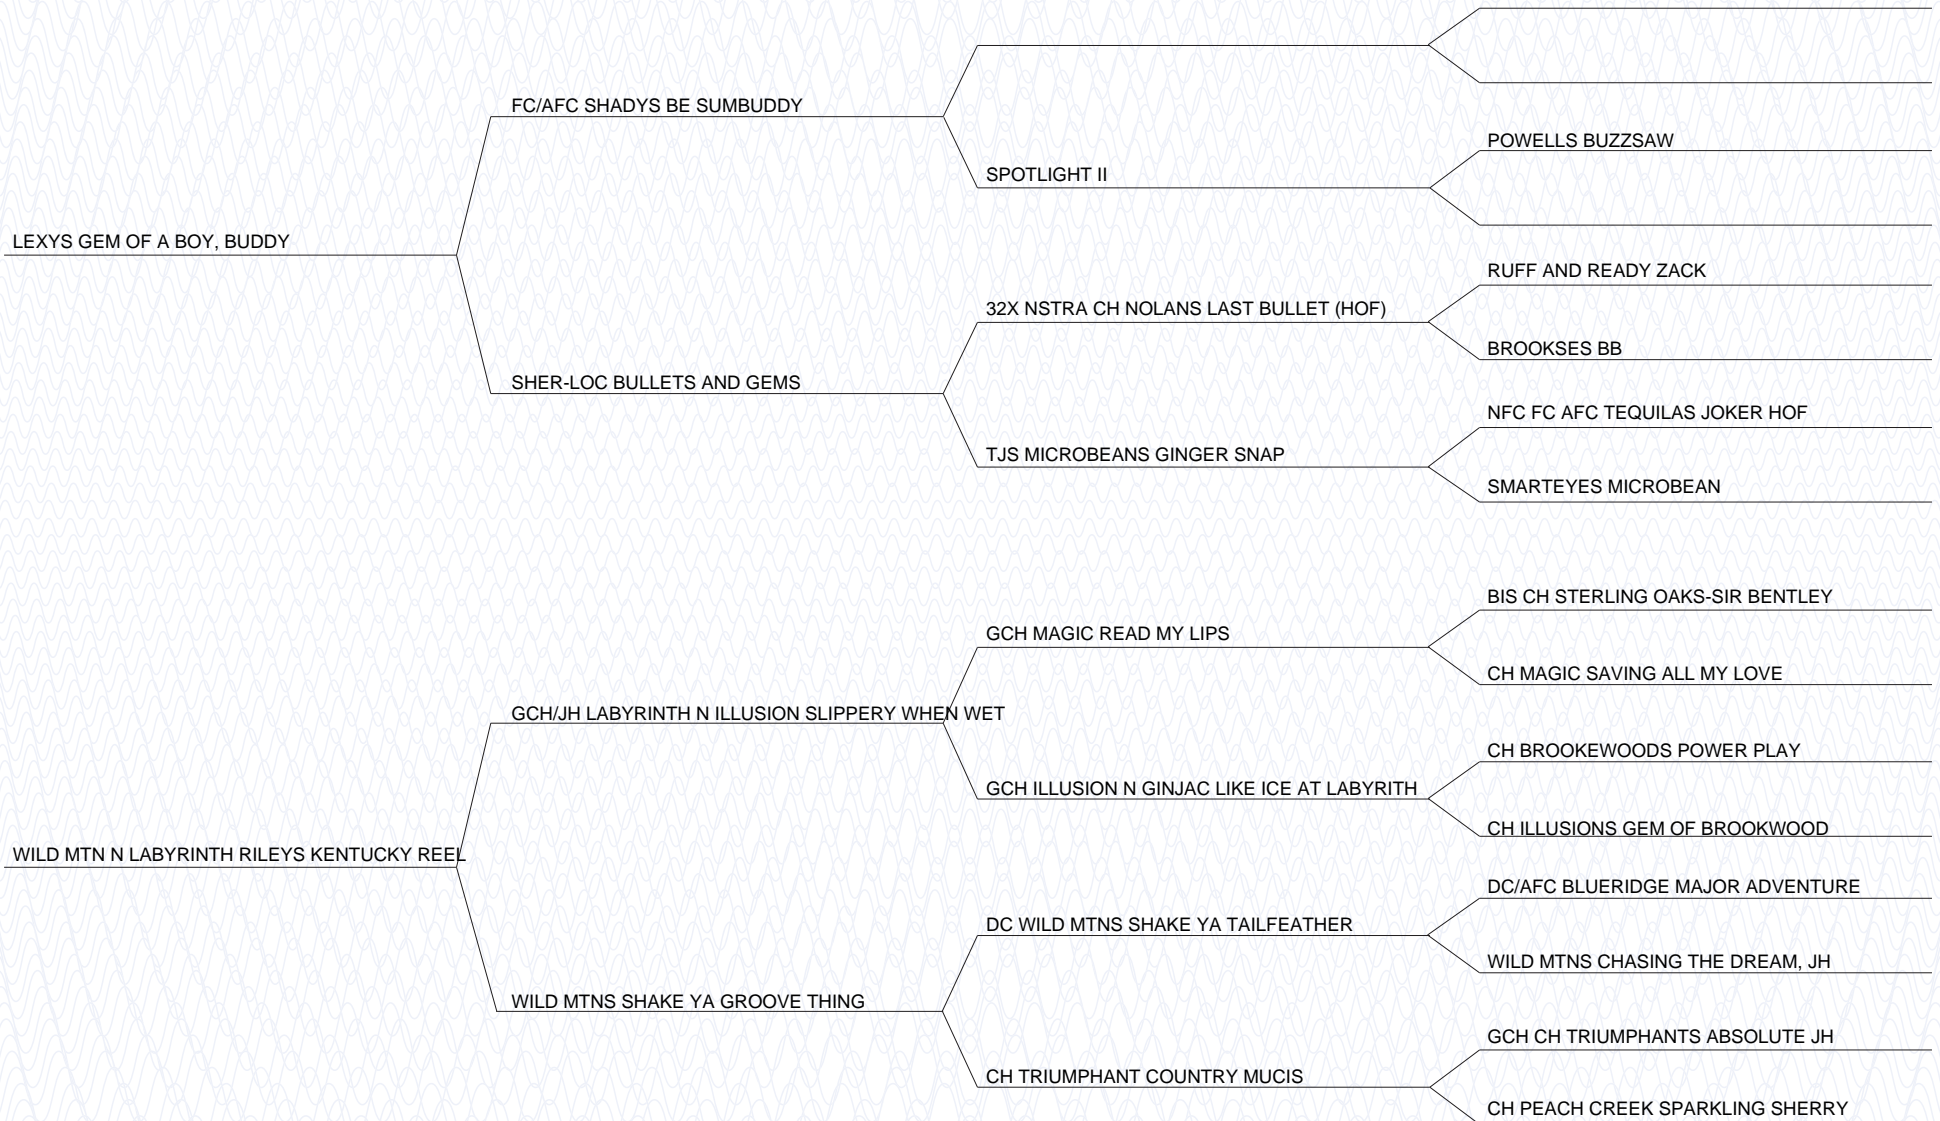 FC/AFC SHADYS BE SUMBUDDY
POWELLS BUZZSAW
SPOTLIGHT II
LEXYS GEM OF A BOY, BUDDY
RUFF AND READY ZACK
32X NSTRA CH NOLANS LAST BULLET (HOF)
BROOKSES BB
SHER-LOC BULLETS AND GEMS
NFC FC AFC TEQUILAS JOKER HOF
TJS MICROBEANS GINGER SNAP
SMARTEYES MICROBEAN
BIS CH STERLING OAKS-SIR BENTLEY
GCH MAGIC READ MY LIPS
CH MAGIC SAVING ALL MY LOVE
GCH/JH LABYRINTH N ILLUSION SLIPPERY WHEN WET
CH BROOKEWOODS POWER PLAY
GCH ILLUSION N GINJAC LIKE ICE AT LABYRITH
CH ILLUSIONS GEM OF BROOKWOOD
WILD MTN N LABYRINTH RILEYS KENTUCKY REEL
DC/AFC BLUERIDGE MAJOR ADVENTURE
DC WILD MTNS SHAKE YA TAILFEATHER
WILD MTNS CHASING THE DREAM, JH
WILD MTNS SHAKE YA GROOVE THING
GCH CH TRIUMPHANTS ABSOLUTE JH
CH TRIUMPHANT COUNTRY MUCIS
CH PEACH CREEK SPARKLING SHERRY